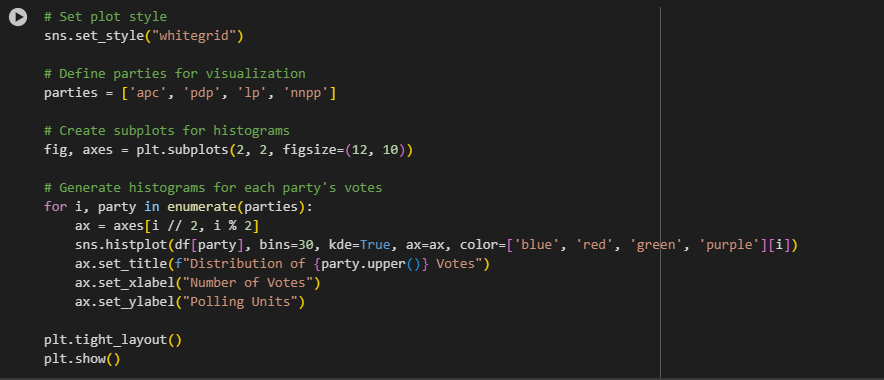 # Set plot style
sns.set_style("whitegrid")
# Define parties for visualization
parties = ['apc', 'pdp', 'lp', 'nnpp']
# Create subplots for histograms
fig, axes = plt.subplots(2, 2, figsize=(12, 10))
# Generate histograms for each party's votes
for i, party in enumerate(parties):
    ax = axes[i // 2, i % 2]
    sns.histplot(df[party], bins=30, kde=True, ax=ax, color=['blue', 'red', 'green', 'purple'][i])
    ax.set_title(f"Distribution of {party.upper()} Votes")
    ax.set_xlabel("Number of Votes")
    ax.set_ylabel("Polling Units")
plt.tight_layout()
plt.show()